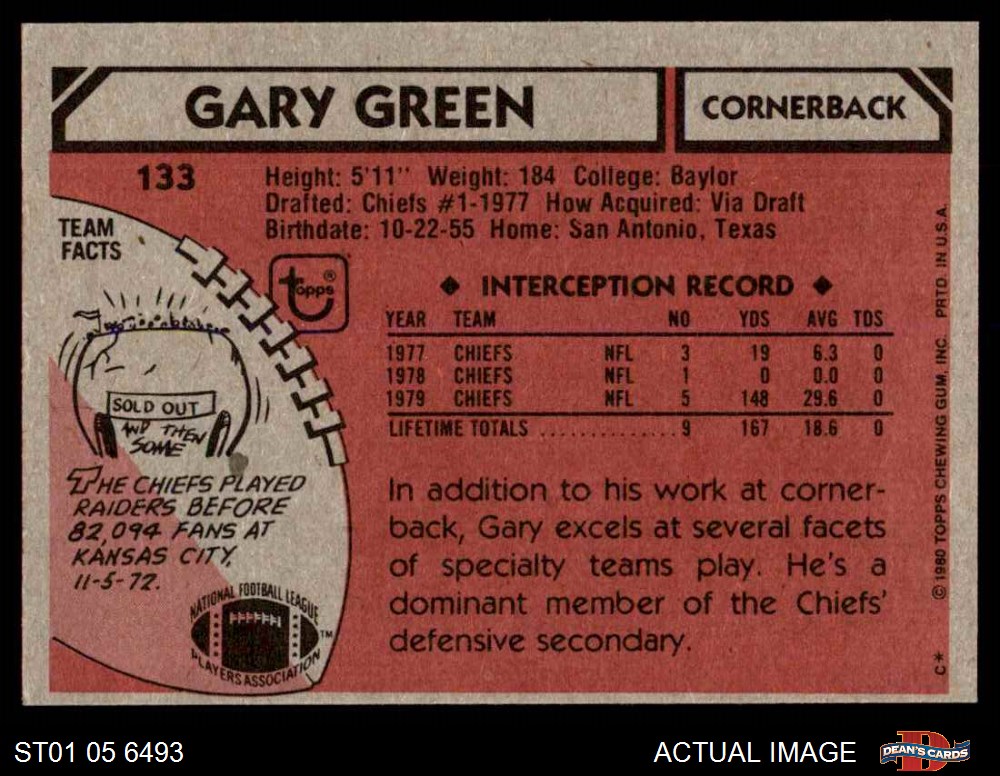 GARY GREEN
CORNERBACK
133
Height: 5'11" Weight: 184 College: Baylor
Drafted: Chiefs #1-1977 How Acquired: Via Draft
Birthdate: 10-22-55 Home: San Antonio, Texas
TEAM
FACTS
topps®
SOLD OUT
AND THEN
SOME
THE CHIEFS PLAYED
RAIDERS BEFORE
82,094 FANS AT
KANSAS CITY,
11-5-72.
NATIONAL FOOTBALL LEAGUE
PLAYERS ASSOCIATION
TM
◆ INTERCEPTION RECORD ◆
YEAR TEAM NO YDS AVG TDS
1977 CHIEFS NFL 3 19 6.3 0
1978 CHIEFS NFL 1 0 0.0 0
1979 CHIEFS NFL 5 148 29.6 0
LIFETIME TOTALS ..............9 167 18.6 0
In addition to his work at corner-
back, Gary excels at several facets
of specialty teams play. He's a
dominant member of the Chiefs'
defensive secondary.
© 1980 TOPPS CHEWING GUM, INC. PRTD. IN U.S.A.
C*
ST01 05 6493
ACTUAL IMAGE
D
DEAN'S CARDS